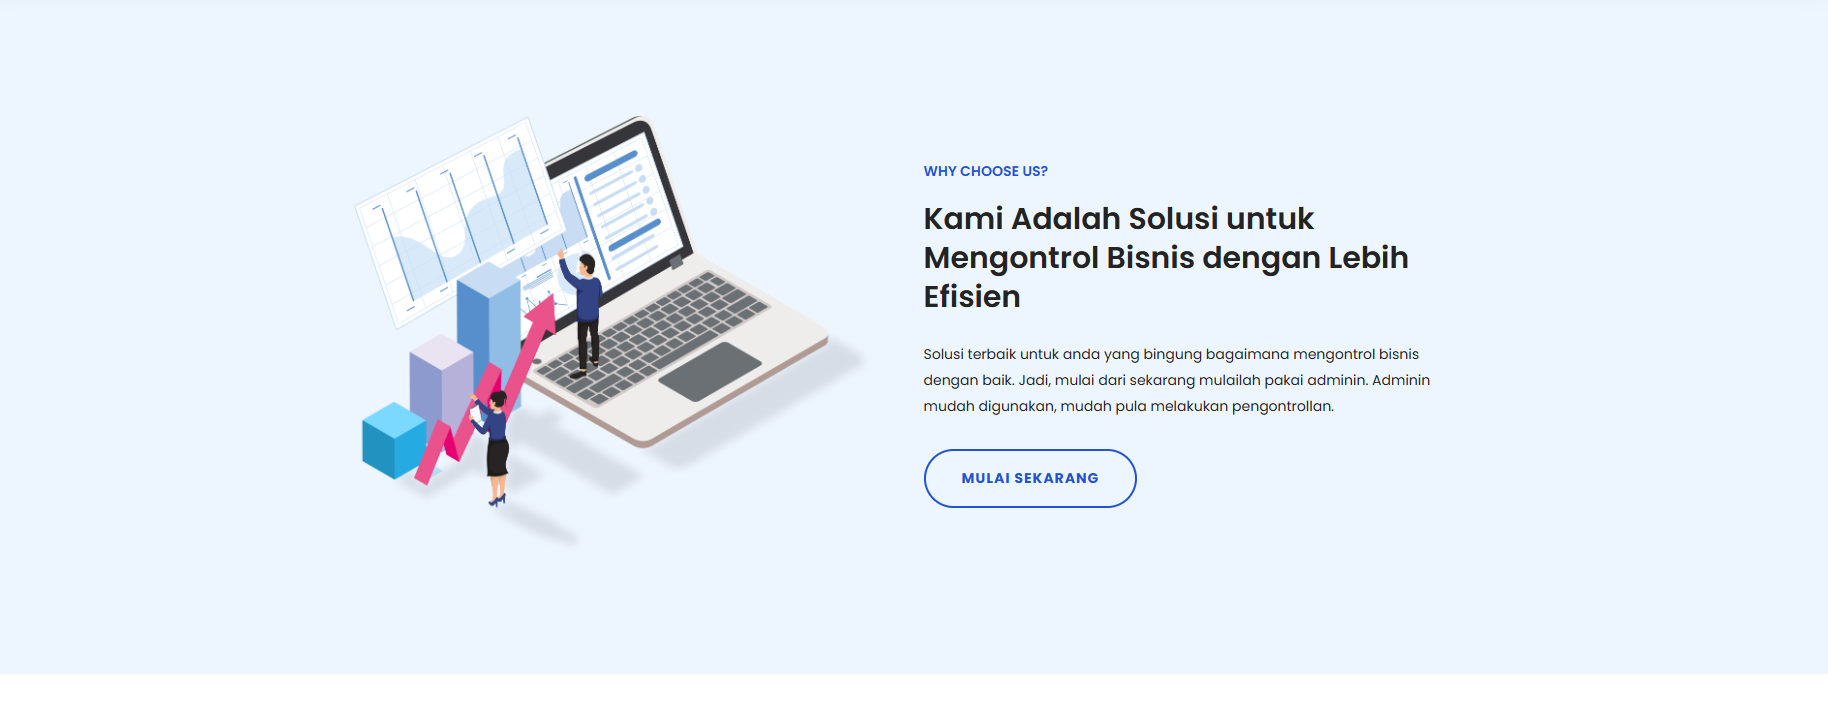 WHY CHOOSE US?
Kami Adalah Solusi untuk
Mengontrol Bisnis dengan Lebih
Efisien
Solusi terbaik untuk anda yang bingung bagaimana mengontrol bisnis
dengan baik. Jadi, mulai dari sekarang mulailah pakai adminin. Adminin
mudah digunakan, mudah pula melakukan pengontrollan.
MULAI SEKARANG